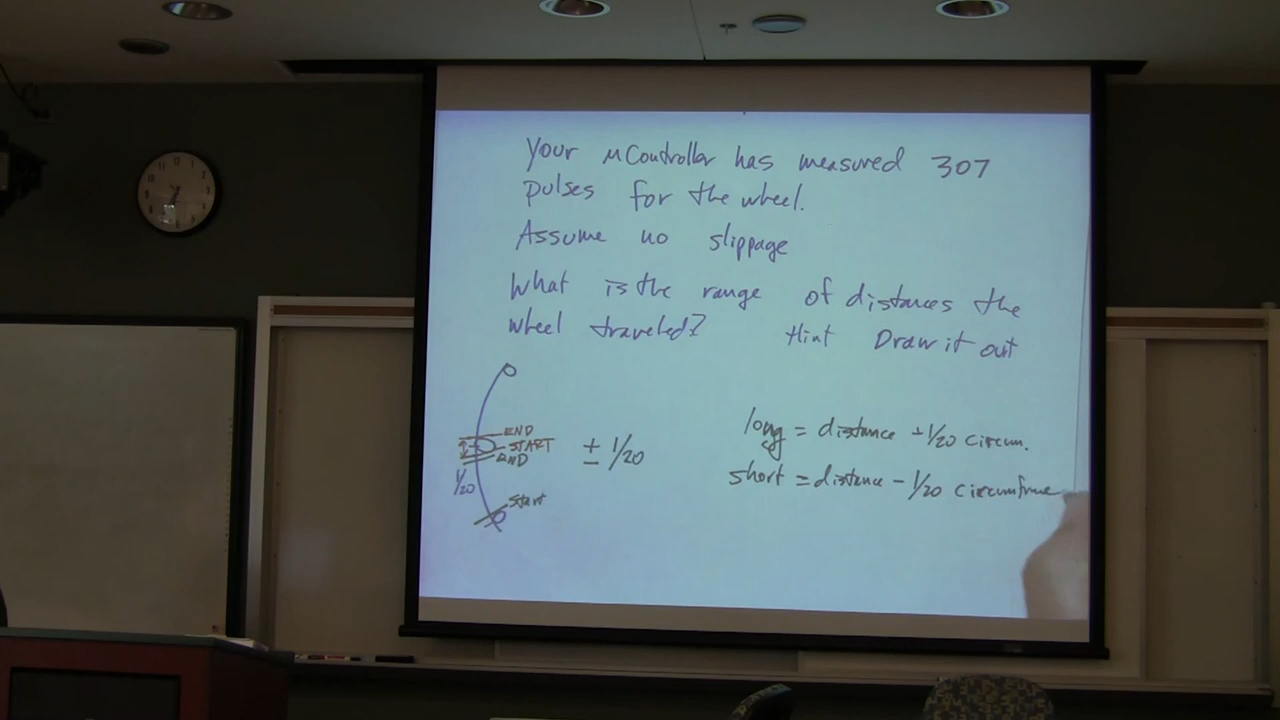 Your μController has measured 307
pulses for the wheel.
Assume no slippage
What is the range of distances the
wheel traveled? Hint Draw it out
END
START
END
1/20
Start
± 1/20
long = distance + 1/20 circum.
short = distance - 1/20 circumfrne